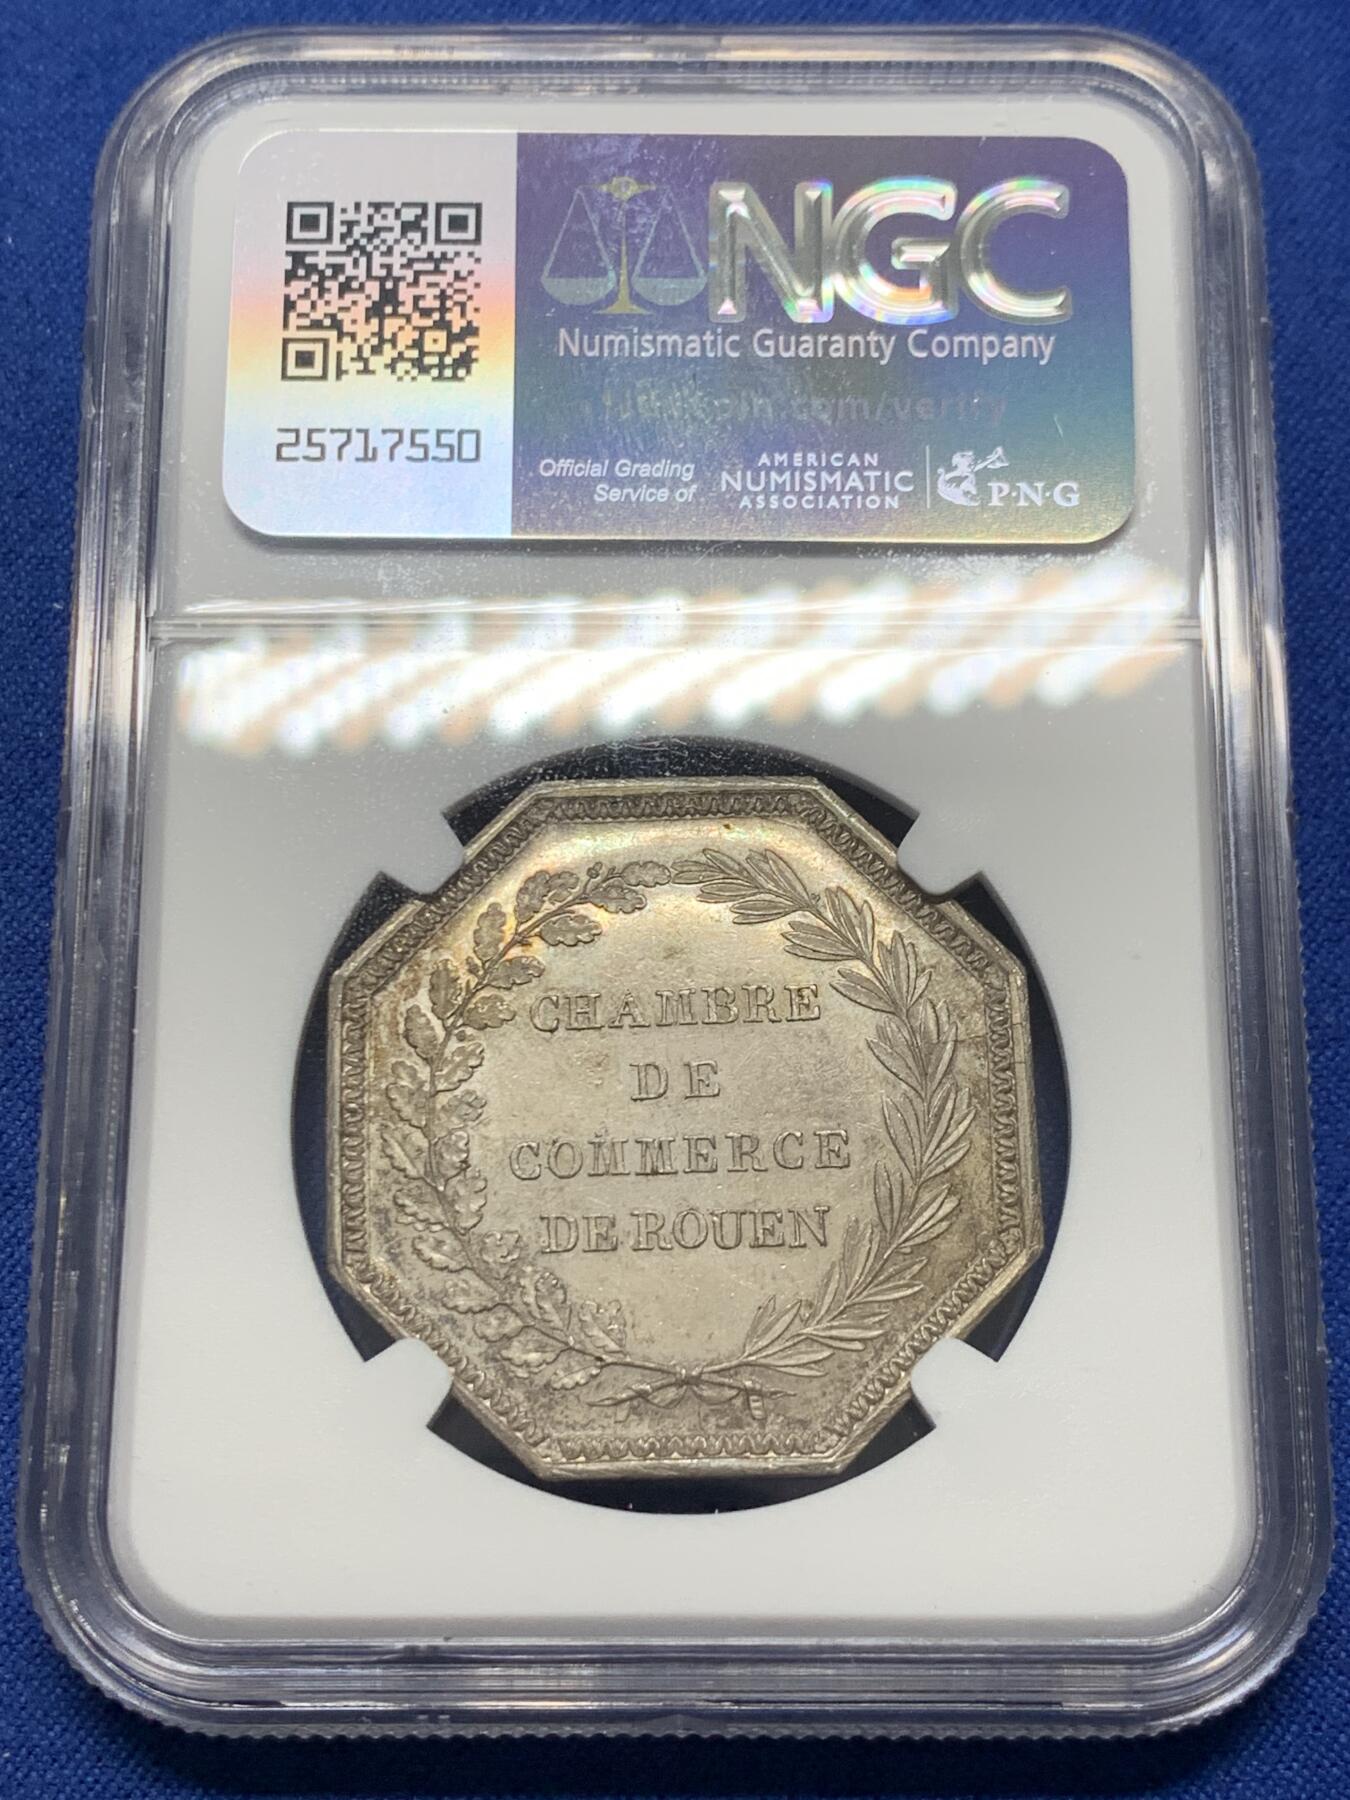 NGC
Numismatic Guaranty Company
25717550
Official Grading
Service of
AMERICAN
NUMISMATIC
ASSOCIATION
P·N·G
CHAMBRE
DE
COMMERCE
DE ROUEN